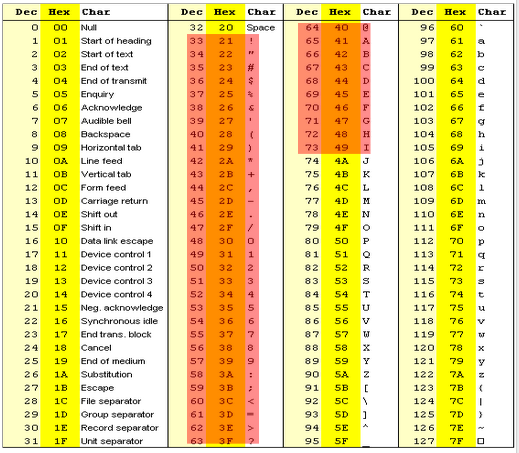 Dec Hex Char Dec Hex Char Dec Hex Char Dec Hex Char
0 00 Null 32 20 Space 64 40 @ 96 60 `
1 01 Start of heading 33 21 ! 65 41 A 97 61 a
2 02 Start of text 34 22 " 66 42 B 98 62 b
3 03 End of text 35 23 # 67 43 C 99 63 c
4 04 End of transmit 36 24 $ 68 44 D 100 64 d
5 05 Enquiry 37 25 % 69 45 E 101 65 e
6 06 Acknowledge 38 26 & 70 46 F 102 66 f
7 07 Audible bell 39 27 ' 71 47 G 103 67 g
8 08 Backspace 40 28 ( 72 48 H 104 68 h
9 09 Horizontal tab 41 29 ) 73 49 I 105 69 i
10 0A Line feed 42 2A * 74 4A J 106 6A j
11 0B Vertical tab 43 2B + 75 4B K 107 6B k
12 0C Form feed 44 2C , 76 4C L 108 6C l
13 0D Carriage return 45 2D - 77 4D M 109 6D m
14 0E Shift out 46 2E . 78 4E N 110 6E n
15 0F Shift in 47 2F / 79 4F O 111 6F o
16 10 Data link escape 48 30 0 80 50 P 112 70 p
17 11 Device control 1 49 31 1 81 51 Q 113 71 q
18 12 Device control 2 50 32 2 82 52 R 114 72 r
19 13 Device control 3 51 33 3 83 53 S 115 73 s
20 14 Device control 4 52 34 4 84 54 T 116 74 t
21 15 Neg. acknowledge 53 35 5 85 55 U 117 75 u
22 16 Synchronous idle 54 36 6 86 56 V 118 76 v
23 17 End trans. block 55 37 7 87 57 W 119 77 w
24 18 Cancel 56 38 8 88 58 X 120 78 x
25 19 End of medium 57 39 9 89 59 Y 121 79 y
26 1A Substitution 58 3A : 90 5A Z 122 7A z
27 1B Escape 59 3B ; 91 5B [ 123 7B {
28 1C File separator 60 3C < 92 5C \ 124 7C |
29 1D Group separator 61 3D = 93 5D ] 125 7D }
30 1E Record separator 62 3E > 94 5E ^ 126 7E ~
31 1F Unit separator 63 3F ? 95 5F _ 127 7F □